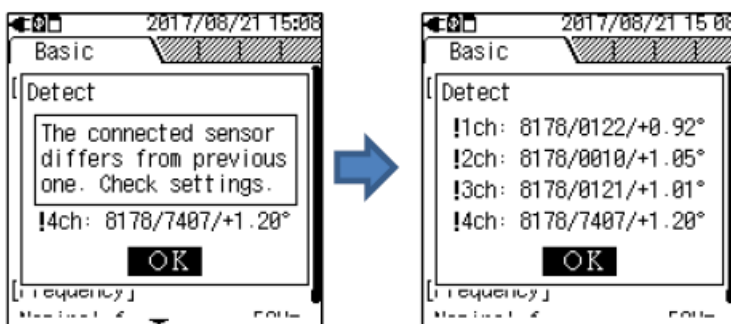 2017/08/21 15:08
Basic
[
Detect
The connected sensor
differs from previous
one. Check settings.
!4ch: 8178/7407/+1.20°
OK
2017/08/21 15 08
Basic
[
Detect
!1ch: 8178/0122/+0.92°
!2ch: 8178/0010/+1.05°
!3ch: 8178/0121/+1.01°
!4ch: 8178/7407/+1.20°
OK